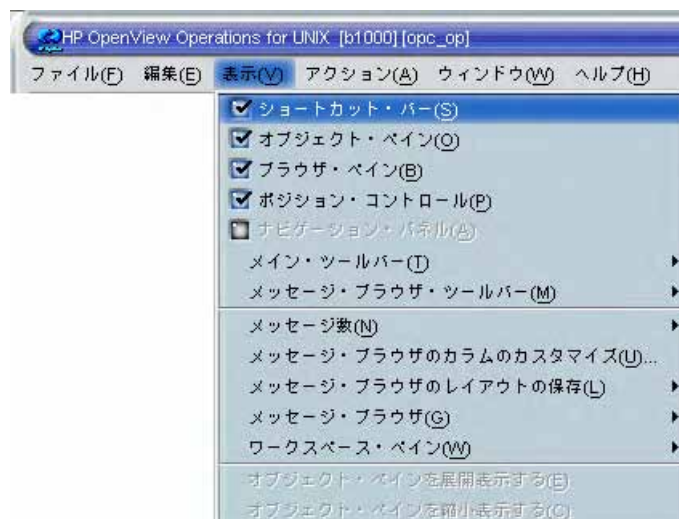 HP OpenView Operations for UNIX [b1000] [opc_op]
ファイル(F) 編集(E) 表示(V) アクション(A) ウィンドウ(W) ヘルプ(H)
ショートカット・バー(S)
オブジェクト・ペイン(O)
ブラウザ・ペイン(B)
ポジション・コントロール(P)
ナビゲーション・パネル(A)
メイン・ツールバー(T)
メッセージ・ブラウザ・ツールバー(M)
メッセージ数(N)
メッセージ・ブラウザのカラムのカスタマイズ(U)...
メッセージ・ブラウザのレイアウトの保存(L)
メッセージ・ブラウザ(G)
ワークスペース・ペイン(W)
オブジェクト・ペインを展開表示する(E)
オブジェクト・ペインを縮小表示する(C)